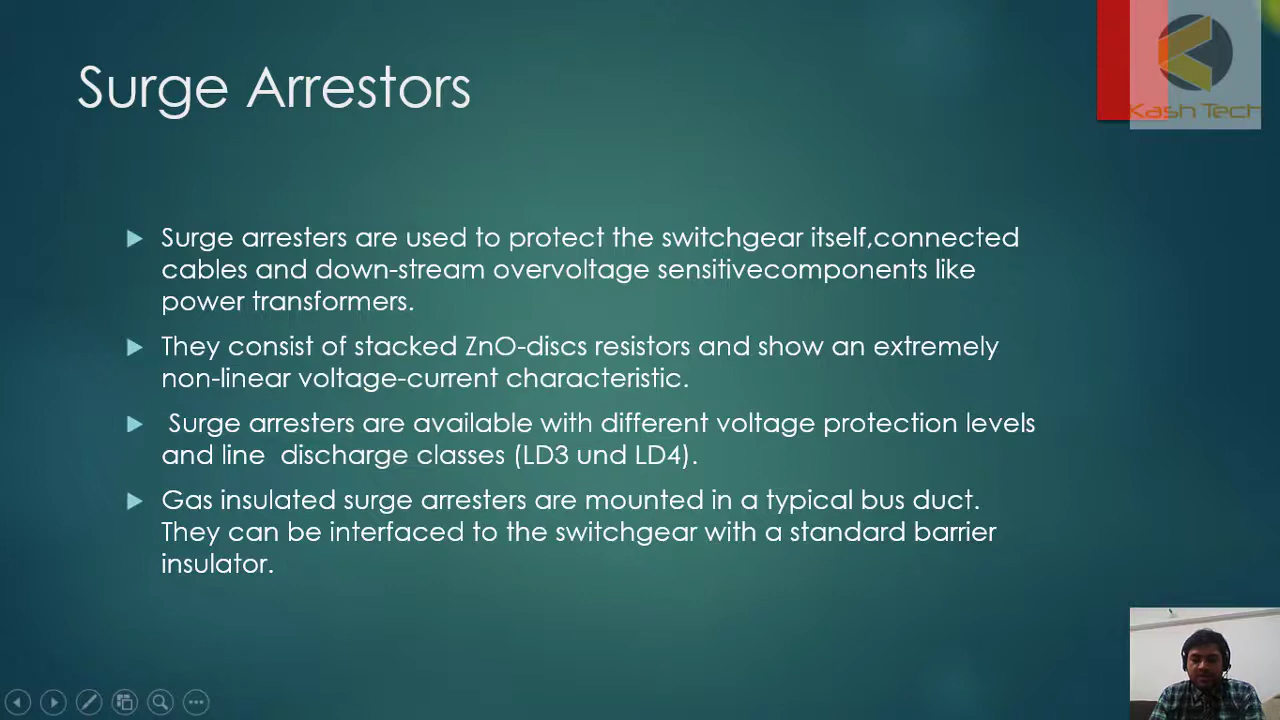 Kash Tech
Surge Arrestors
Surge arresters are used to protect the switchgear itself,connected
cables and down-stream overvoltage sensitivecomponents like
power transformers.
They consist of stacked ZnO-discs resistors and show an extremely
non-linear voltage-current characteristic.
Surge arresters are available with different voltage protection levels
and line discharge classes (LD3 und LD4).
Gas insulated surge arresters are mounted in a typical bus duct.
They can be interfaced to the switchgear with a standard barrier
insulator.